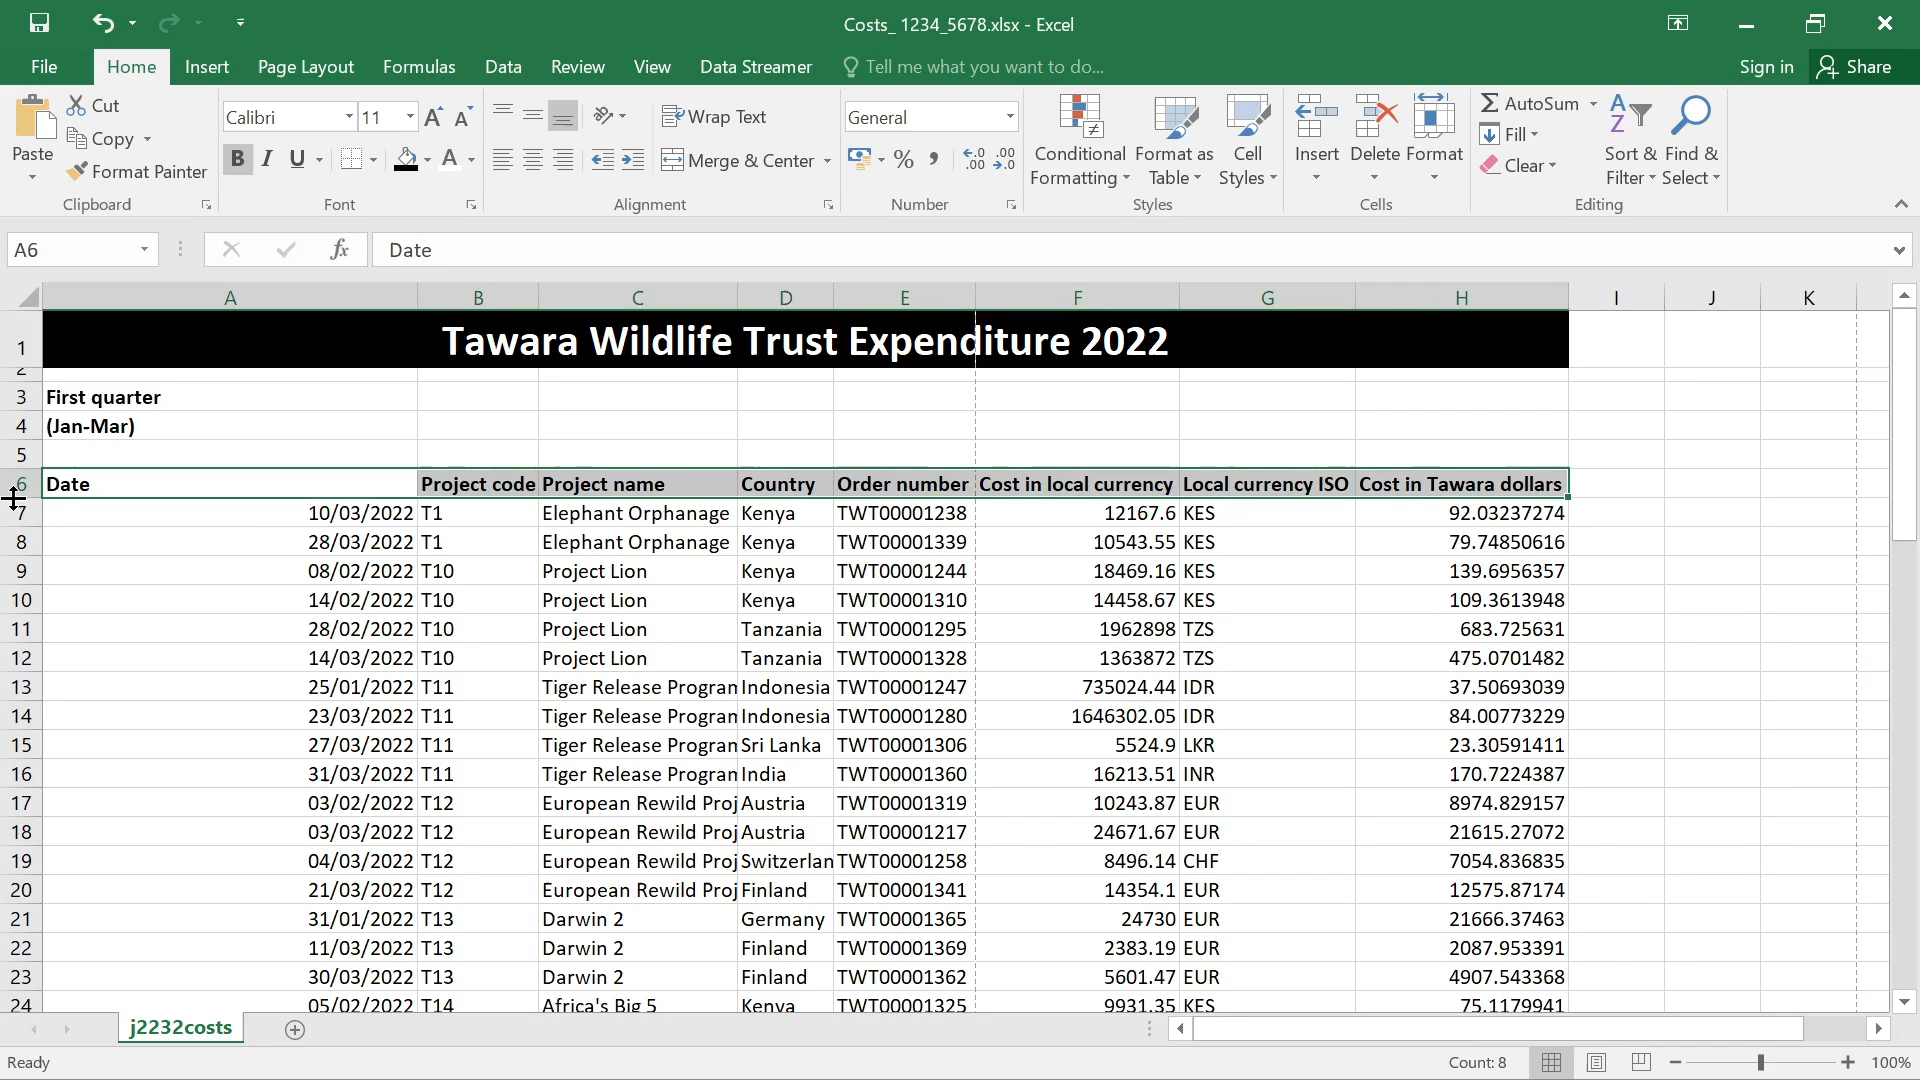 Costs_ 1234_5678.xlsx - Excel
File Home Insert Page Layout Formulas Data Review View Data Streamer Tell me what you want to do... Sign in Share
Paste Cut Copy Format Painter Clipboard
Calibri 11 A A B I U A Font
Wrap Text Merge & Center Alignment
General % , .0 .00 .00 .0 Number
Conditional Formatting Format as Table Cell Styles Styles
Insert Delete Format Cells
AutoSum Fill Clear Sort & Filter Find & Select Editing
A6 fx Date
A B C D E F G H I J K
1 Tawara Wildlife Trust Expenditure 2022
2
3 First quarter
4 (Jan-Mar)
5
6 Date Project code Project name Country Order number Cost in local currency Local currency ISO Cost in Tawara dollars
7 10/03/2022 T1 Elephant Orphanage Kenya TWT00001238 12167.6 KES 92.03237274
8 28/03/2022 T1 Elephant Orphanage Kenya TWT00001339 10543.55 KES 79.74850616
9 08/02/2022 T10 Project Lion Kenya TWT00001244 18469.16 KES 139.6956357
10 14/02/2022 T10 Project Lion Kenya TWT00001310 14458.67 KES 109.3613948
11 28/02/2022 T10 Project Lion Tanzania TWT00001295 1962898 TZS 683.725631
12 14/03/2022 T10 Project Lion Tanzania TWT00001328 1363872 TZS 475.0701482
13 25/01/2022 T11 Tiger Release Program Indonesia TWT00001247 735024.44 IDR 37.50693039
14 23/03/2022 T11 Tiger Release Program Indonesia TWT00001280 1646302.05 IDR 84.00773229
15 27/03/2022 T11 Tiger Release Program Sri Lanka TWT00001306 5524.9 LKR 23.30591411
16 31/03/2022 T11 Tiger Release Program India TWT00001360 16213.51 INR 170.7224387
17 03/02/2022 T12 European Rewild Proj Austria TWT00001319 10243.87 EUR 8974.829157
18 03/03/2022 T12 European Rewild Proj Austria TWT00001217 24671.67 EUR 21615.27072
19 04/03/2022 T12 European Rewild Proj Switzerlan TWT00001258 8496.14 CHF 7054.836835
20 21/03/2022 T12 European Rewild Proj Finland TWT00001341 14354.1 EUR 12575.87174
21 31/01/2022 T13 Darwin 2 Germany TWT00001365 24730 EUR 21666.37463
22 11/03/2022 T13 Darwin 2 Finland TWT00001369 2383.19 EUR 2087.953391
23 30/03/2022 T13 Darwin 2 Finland TWT00001362 5601.47 EUR 4907.543368
24 05/02/2022 T14 Africa's Big 5 Kenya TWT00001325 9931.35 KES 75.1179941
j2232costs
Ready Count: 8 100%